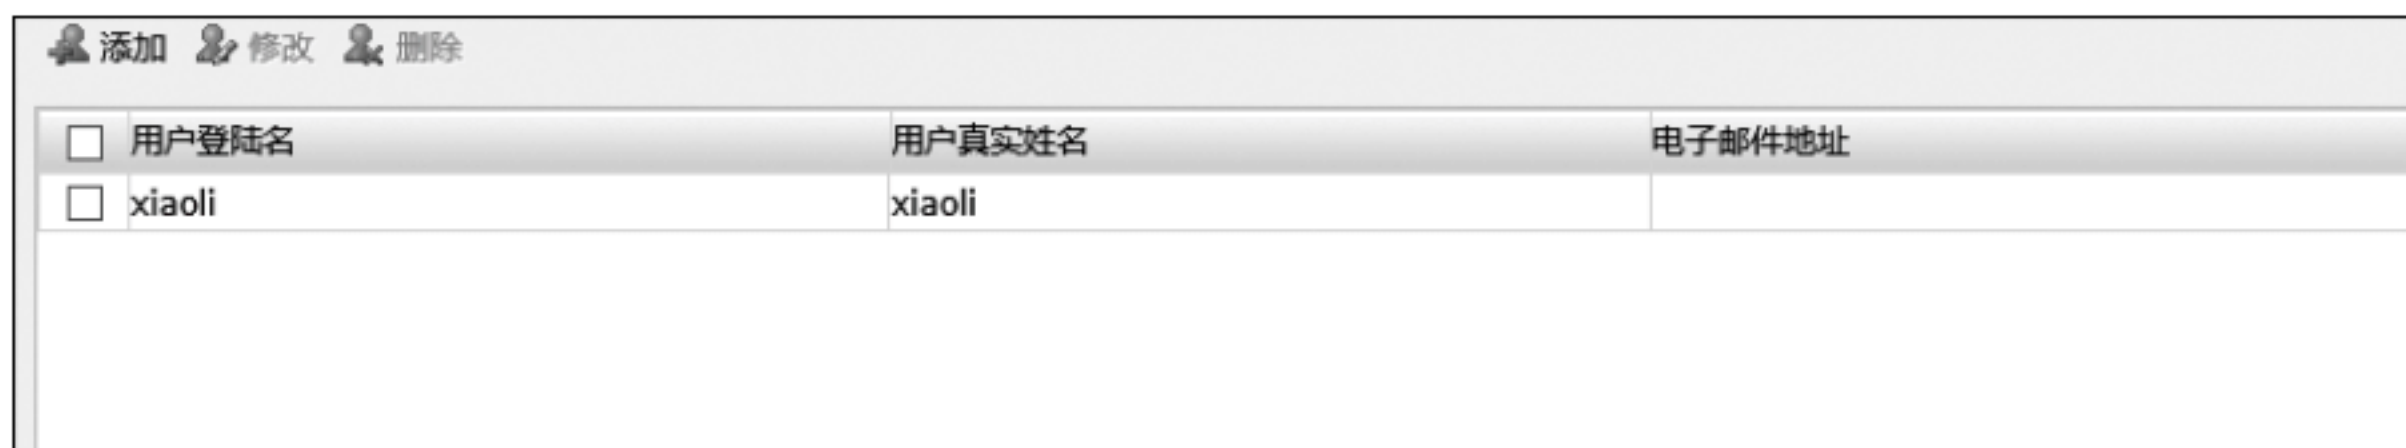 添加 修改 删除
用户登陆名 用户真实姓名 电子邮件地址
xiaoli xiaoli